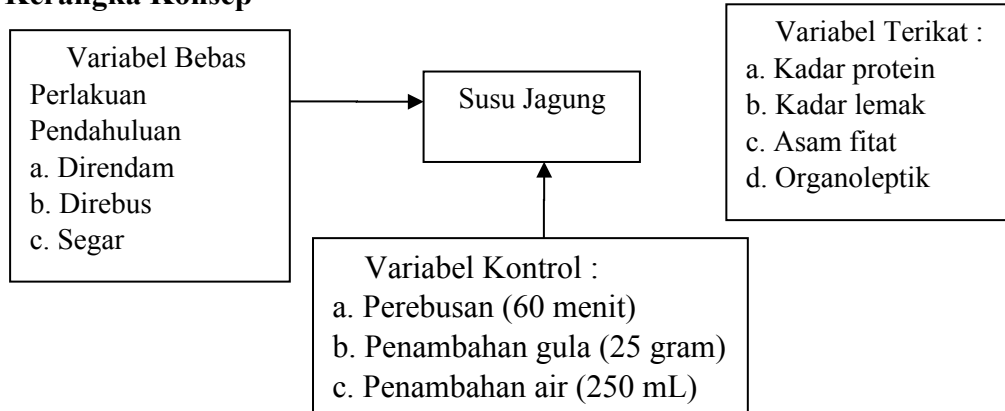 Kerangka Konsep
Variabel Bebas
Perlakuan
Pendahuluan
a. Direndam
b. Direbus
c. Segar
Susu Jagung
Variabel Terikat :
a. Kadar protein
b. Kadar lemak
c. Asam fitat
d. Organoleptik
Variabel Kontrol :
a. Perebusan (60 menit)
b. Penambahan gula (25 gram)
c. Penambahan air (250 mL)